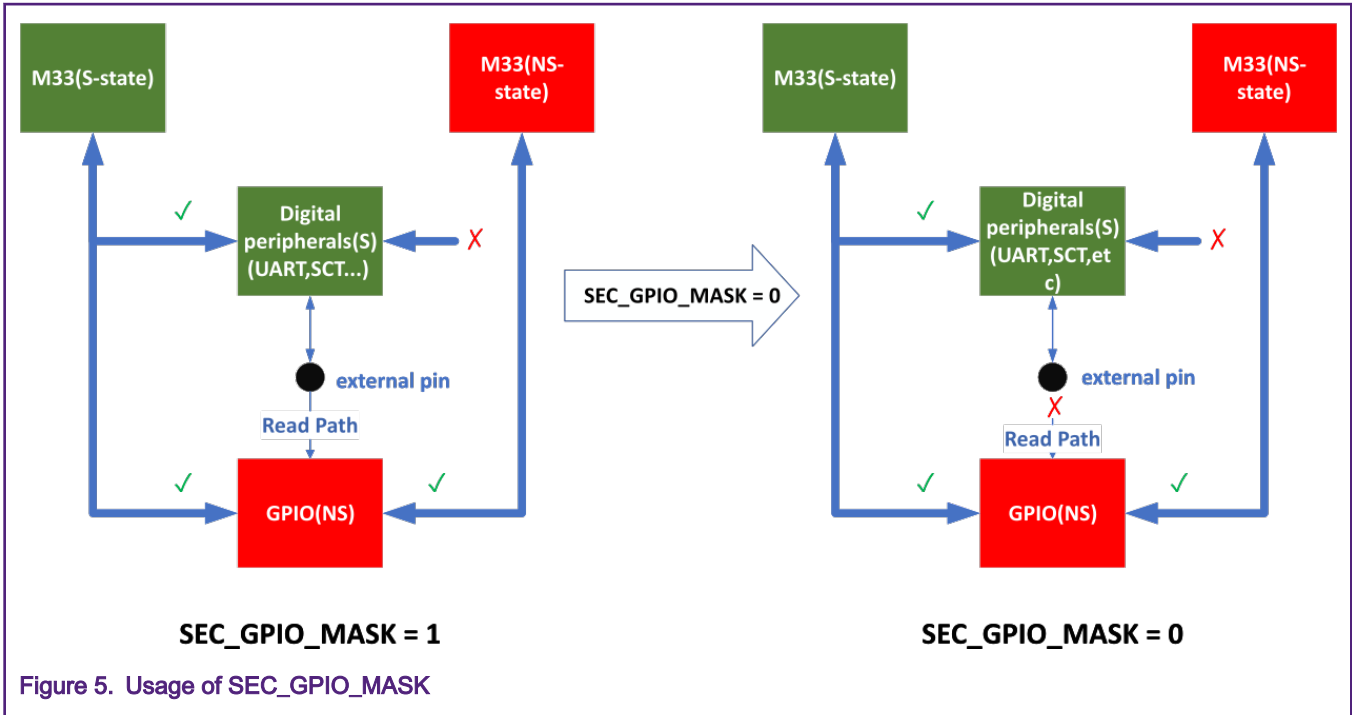 M33(S-state)
M33(NS-
state)
✓
Digital
peripherals(S)
(UART,SCT...)
✗
external pin
Read Path
✓
✓
GPIO(NS)
SEC_GPIO_MASK = 1
SEC_GPIO_MASK = 0
M33(S-state)
M33(NS-
state)
✓
Digital
peripherals(S)
(UART,SCT,et
c)
✗
external pin
✗
Read Path
✓
✓
GPIO(NS)
SEC_GPIO_MASK = 0
Figure 5. Usage of SEC_GPIO_MASK